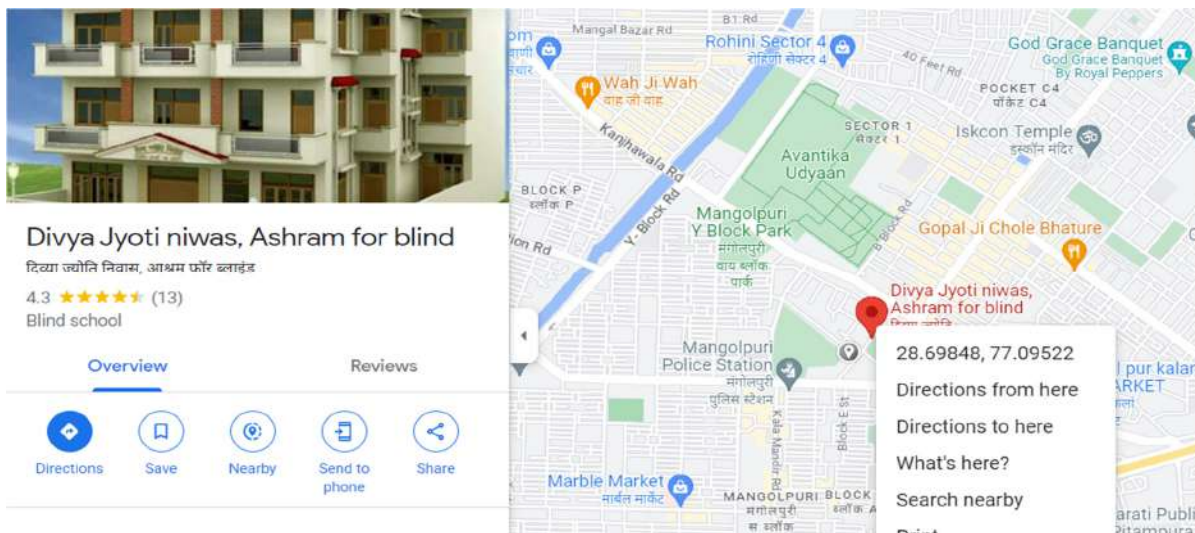 Divya Jyoti niwas, Ashram for blind
दिव्या ज्योति निवास, आश्रम फॉर ब्लाइंड
4.3 (13)
Blind school
Overview
Reviews
Directions
Save
Nearby
Send to
phone
Share
B1 Rd
Mangal Bazar Rd
Rohini Sector 4
रोहिणी सेक्टर 4
40 Feet Rd
God Grace Banquet
God Grace Banquet
By Royal Peppers
Wah Ji Wah
वाह जी वाह
POCKET C4
पॉकेट C4
SECTOR 1
सेक्टर 1
Iskcon Temple
इस्कॉन मंदिर
Kanjhawala Rd
Avantika
Udyaan
BLOCK P
ब्लॉक P
Y- Block Rd
Mangolpuri
Y Block Park
मंगोलपुरी
वाय ब्लॉक
पार्क
B Block Rd
Gopal Ji Chole Bhature
Divya Jyoti niwas,
Ashram for blind
Mangolpuri
Police Station
मंगोलपुरी
पुलिस स्टेशन
Kala Mandir Rd
Block E St
Marble Market
मार्बल मार्केट
MANGOLPURI
मंगोलपुरी
BLOCK
ब्लॉक
28.69848, 77.09522
Directions from here
Directions to here
What's here?
Search nearby